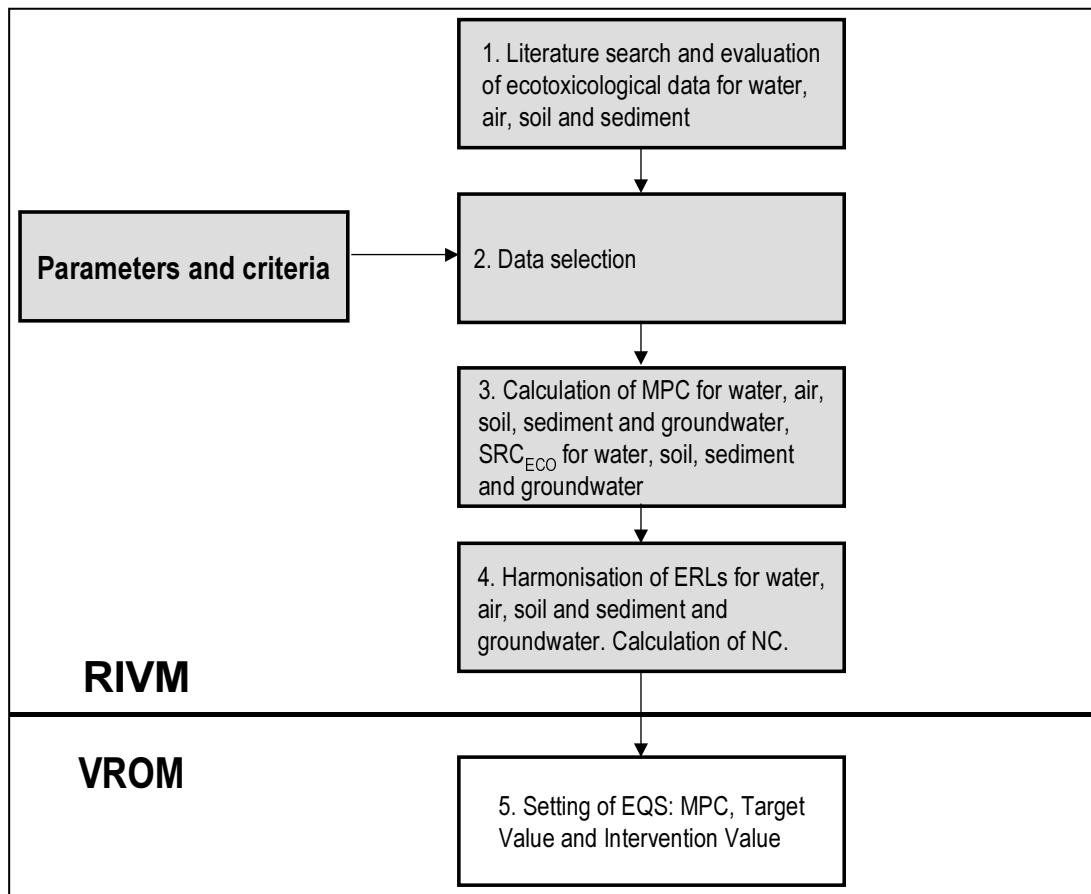 1. Literature search and evaluation
of ecotoxicological data for water,
air, soil and sediment
Parameters and criteria
2. Data selection
3. Calculation of MPC for water, air,
soil, sediment and groundwater,
SRCECO for water, soil, sediment
and groundwater
4. Harmonisation of ERLs for water,
air, soil and sediment and
groundwater. Calculation of NC.
RIVM
VROM
5. Setting of EQS: MPC, Target
Value and Intervention Value